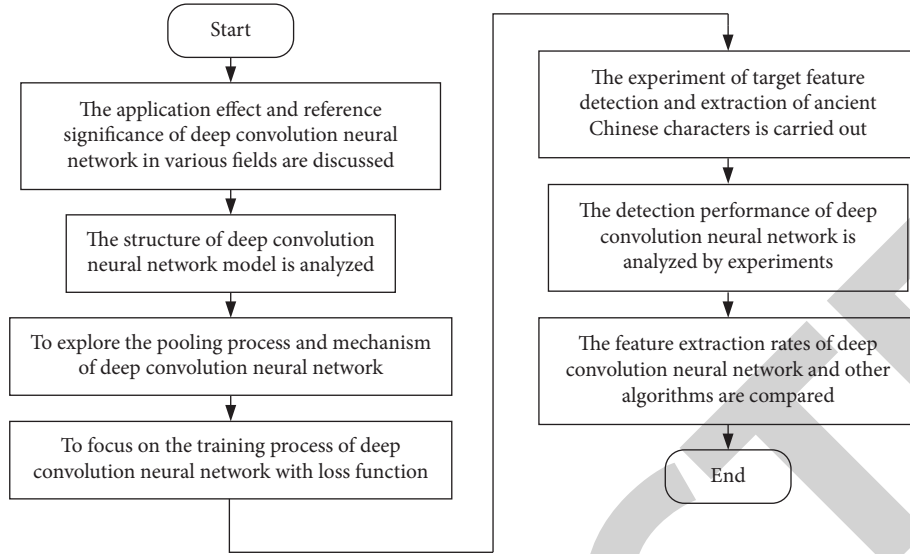 Start
The application effect and reference
significance of deep convolution neural
network in various fields are discussed
The structure of deep convolution
neural network model is analyzed
To explore the pooling process and mechanism
of deep convolution neural network
To focus on the training process of deep
convolution neural network with loss function
The experiment of target feature
detection and extraction of ancient
Chinese characters is carried out
The detection performance of deep
convolution neural network is
analyzed by experiments
The feature extraction rates of deep
convolution neural network and other
algorithms are compared
End